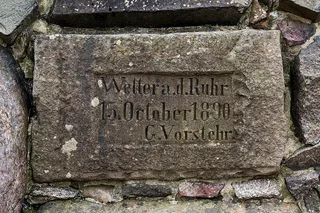 Wetter a. d. Ruhr
15. October 1890
G. Vorstehr.